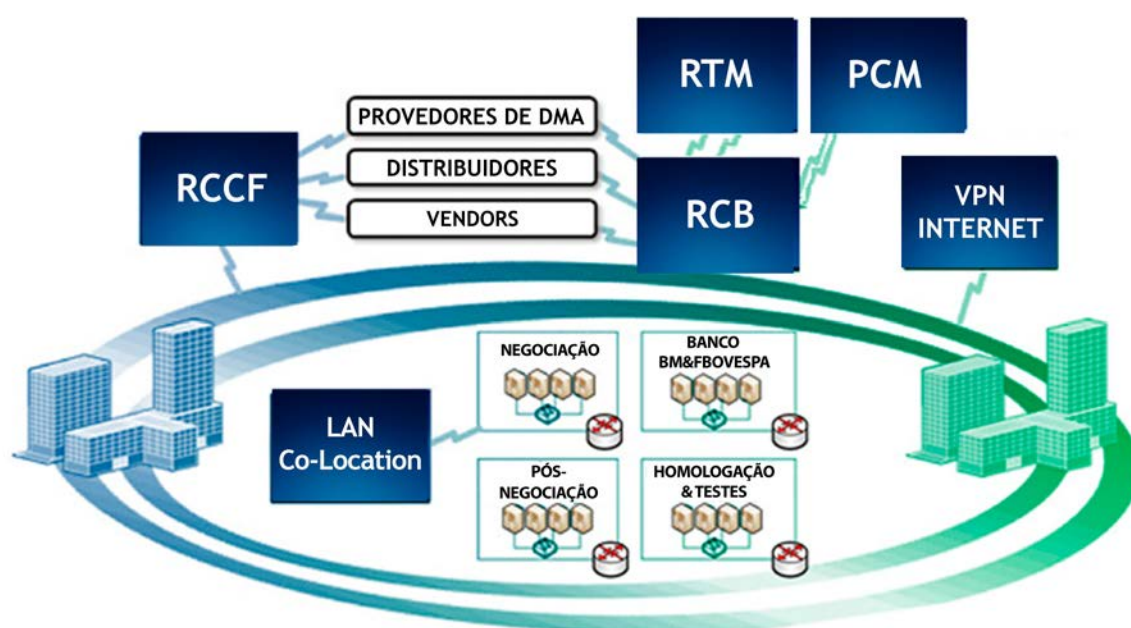 RTM
PCM
PROVEDORES DE DMA
RCCF
DISTRIBUIDORES
RCB
VENDORS
VPN
INTERNET
NEGOCIAÇÃO
BANCO
BM&FBOVESPA
LAN
Co-Location
PÓS-
NEGOCIAÇÃO
HOMOLOGAÇÃO
& TESTES